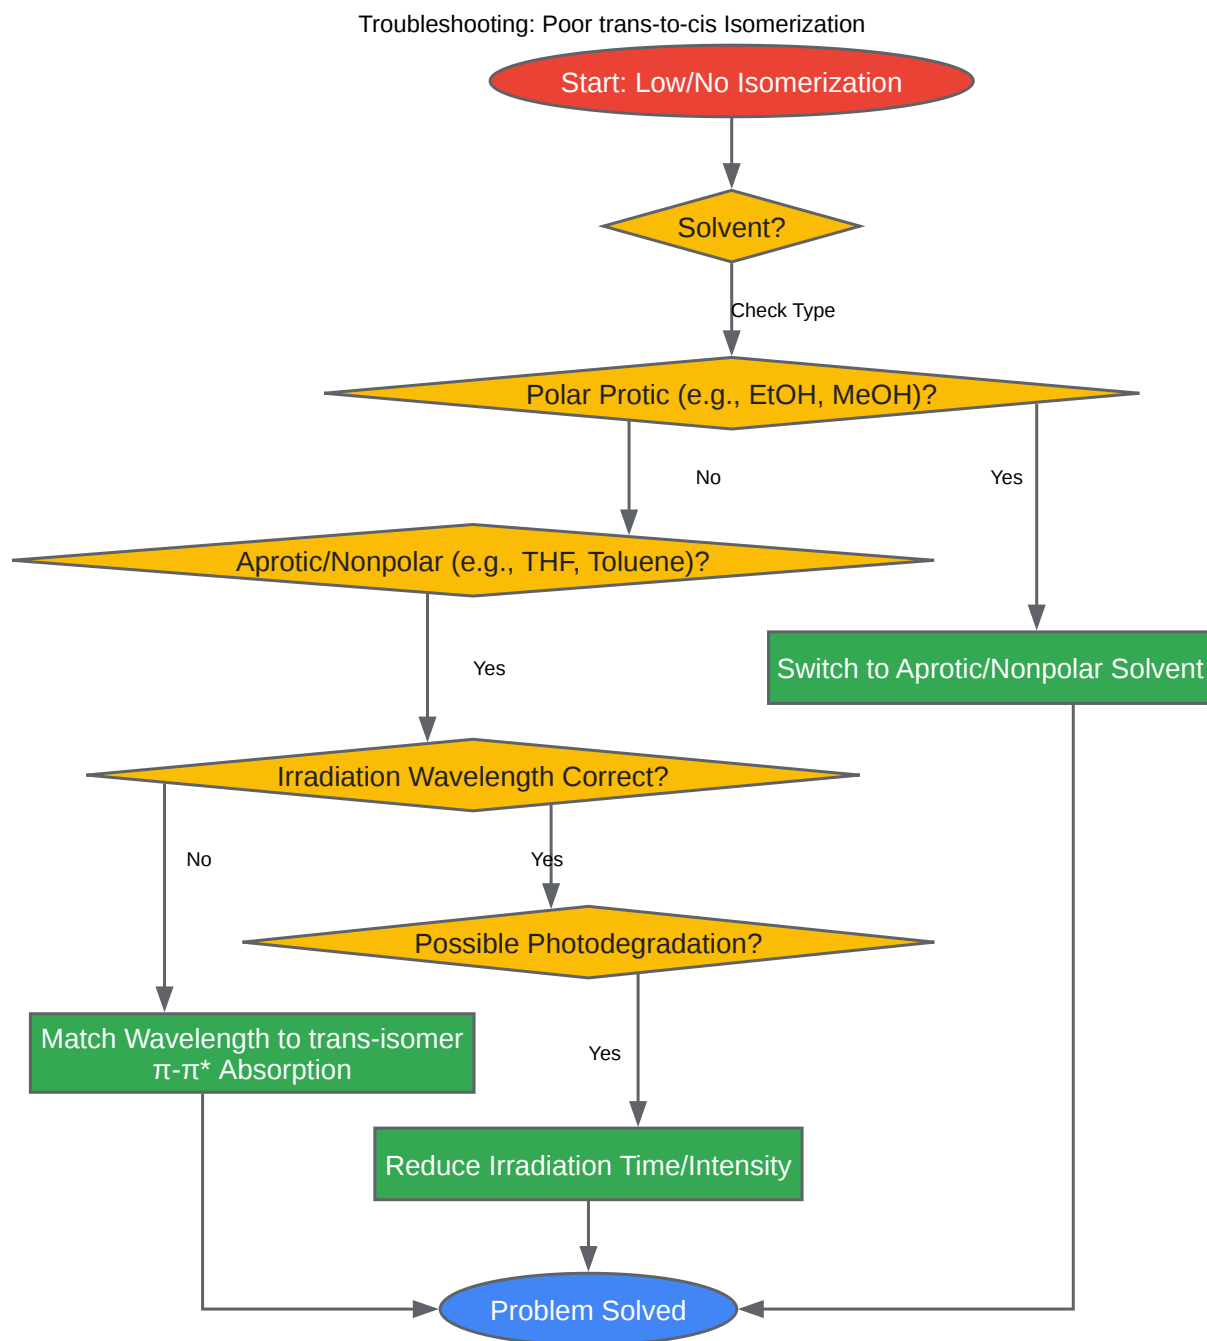 Troubleshooting: Poor trans-to-cis Isomerization
Start: Low/No Isomerization
Solvent?
Check Type
Polar Protic (e.g., EtOH, MeOH)?
No
Yes
Aprotic/Nonpolar (e.g., THF, Toluene)?
Yes
Switch to Aprotic/Nonpolar Solvent
Irradiation Wavelength Correct?
No
Yes
Possible Photodegradation?
Match Wavelength to trans-isomer
π-π* Absorption
Yes
Reduce Irradiation Time/Intensity
Problem Solved